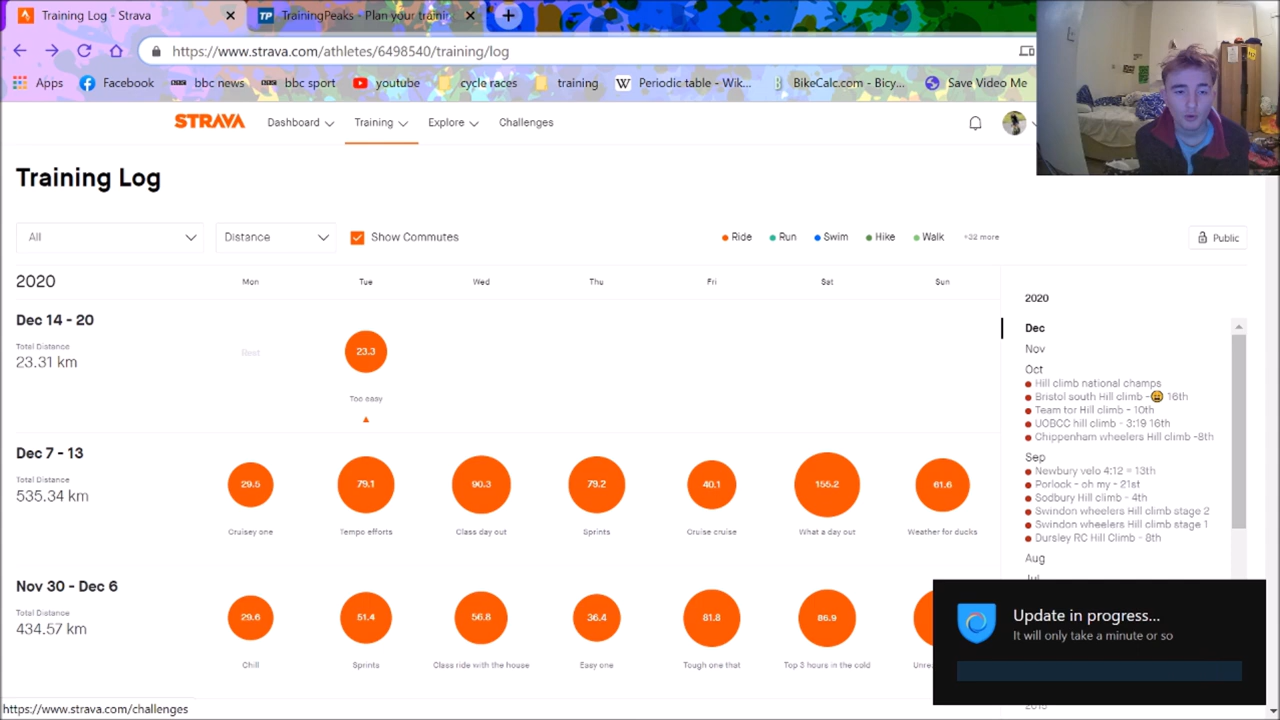 Training Log - Strava
TP TrainingPeaks - Plan your trainin
https://www.strava.com/athletes/6498540/training/log
Apps Facebook BBC bbc news BBC bbc sport youtube cycle races training W Periodic table - Wik... BikeCalc.com - Bicy... Save Video Me
STRAVA Dashboard Training Explore Challenges
Training Log
All Distance Show Commutes Ride Run Swim Hike Walk +32 more Public
2020 Mon Tue Wed Thu Fri Sat Sun
Dec 14 - 20
Total Distance
23.31 km
Rest 23.3
Too easy
Dec 7 - 13
Total Distance
535.34 km
29.5 79.1 90.3 79.2 40.1 155.2 61.6
Cruisey one Tempo efforts Class day out Sprints Cruise cruise What a day out Weather for ducks
Nov 30 - Dec 6
Total Distance
434.57 km
29.6 51.4 56.8 36.4 81.8 86.9
Chill Sprints Class ride with the house Easy one Tough one that Top 3 hours in the cold Unre
2020
Dec
Nov
Oct
Hill climb national champs
Bristol south Hill climb -😩 16th
Team tor Hill climb - 10th
UOBCC hill climb - 3:19 16th
Chippenham wheelers Hill climb -8th
Sep
Newbury velo 4:12 = 13th
Porlock - oh my - 21st
Sodbury Hill climb - 4th
Swindon wheelers Hill climb stage 2
Swindon wheelers Hill climb stage 1
Dursley RC Hill Climb - 8th
Aug
Jul
Update in progress...
It will only take a minute or so
https://www.strava.com/challenges